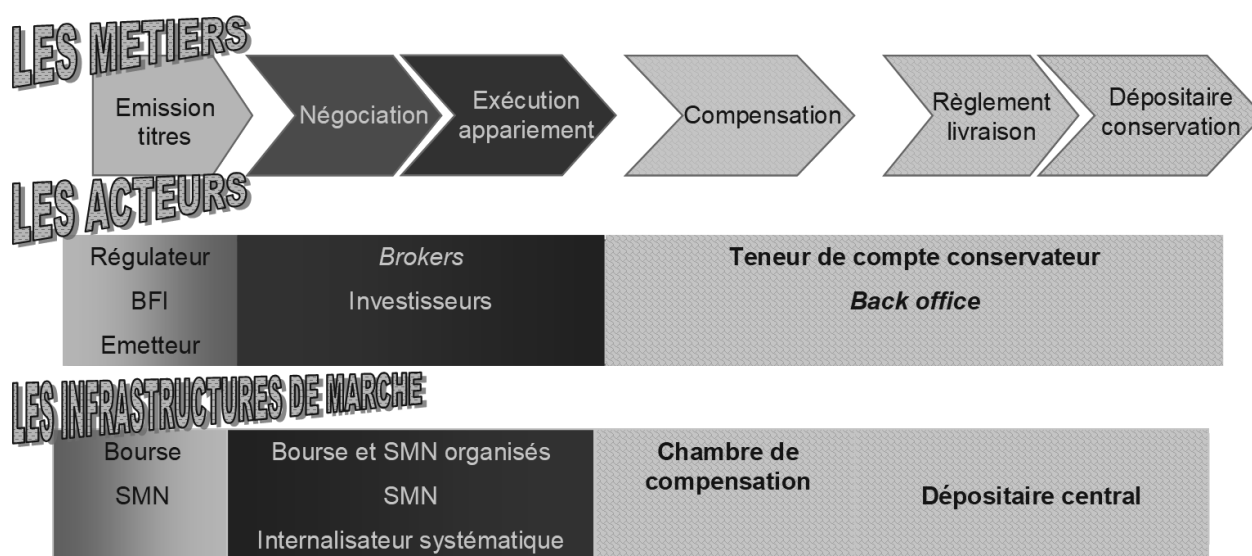 LES METIERS
Emission
titres
Négociation
Exécution
appariement
Compensation
Règlement
livraison
Dépositaire
conservation
LES ACTEURS
Régulateur
BFI
Emetteur
Brokers
Investisseurs
Teneur de compte conservateur
Back office
LES INFRASTRUCTURES DE MARCHE
Bourse
SMN
Bourse et SMN organisés
SMN
Internalisateur systématique
Chambre de
compensation
Dépositaire central